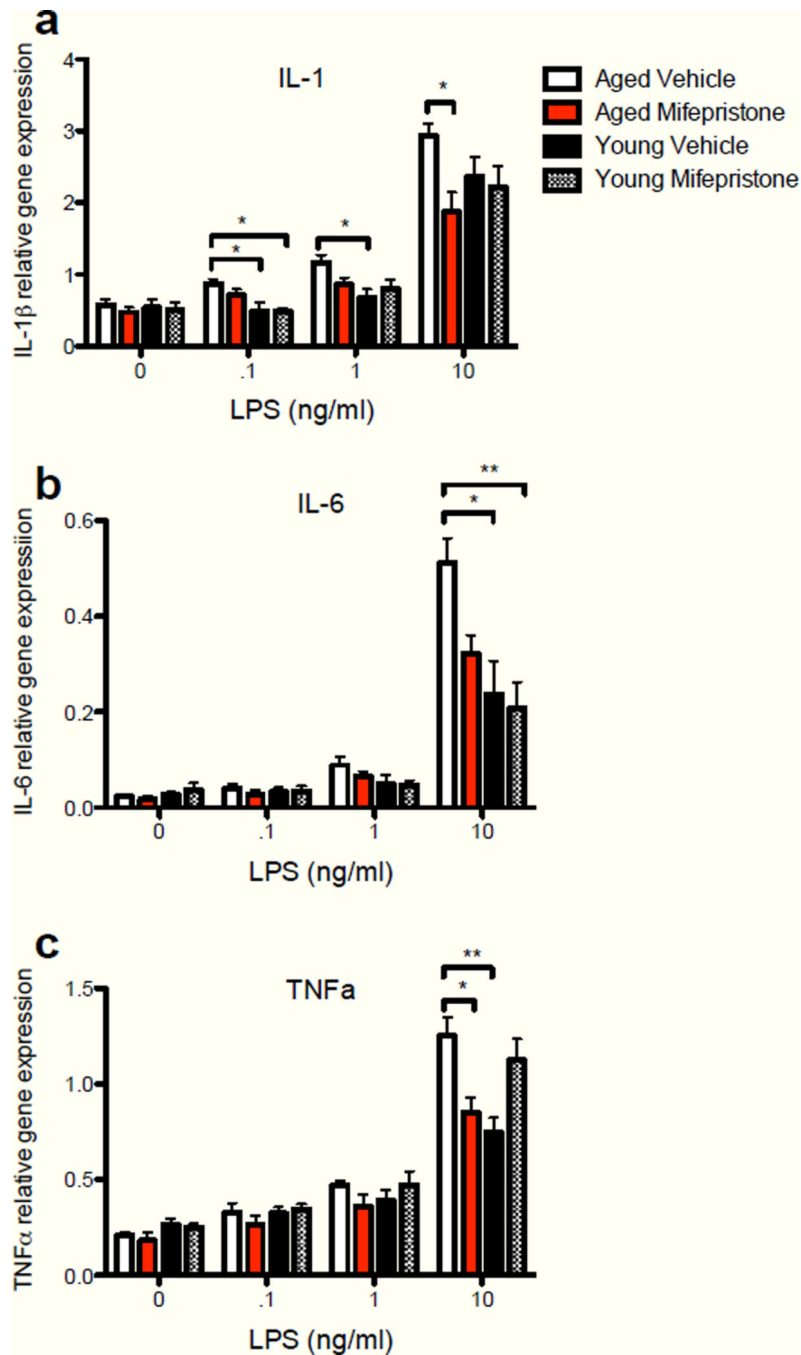 a
IL-1
Aged Vehicle
Aged Mifepristone
Young Vehicle
Young Mifepristone
IL-1β relative gene expression
4
3
2
1
0
*
*
*
*
0 .1 1 10
LPS (ng/ml)
b
IL-6
IL-6 relative gene expresssiion
0.6
0.4
0.2
0.0
**
*
0 .1 1 10
LPS (ng/ml)
c
TNFa
TNFα relative gene expression
1.5
1.0
0.5
0.0
**
*
0 .1 1 10
LPS (ng/ml)